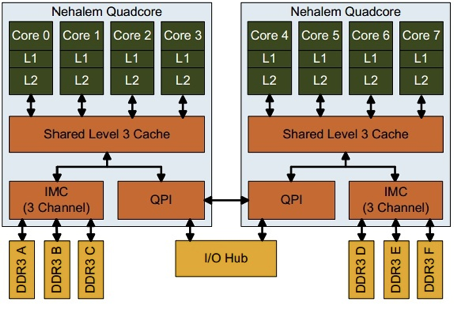 Nehalem Quadcore
Nehalem Quadcore
Core 0 Core 1 Core 2 Core 3
L1 L1 L1 L1
L2 L2 L2 L2
Core 4 Core 5 Core 6 Core 7
L1 L1 L1 L1
L2 L2 L2 L2
Shared Level 3 Cache
Shared Level 3 Cache
IMC
(3 Channel)
QPI
QPI
IMC
(3 Channel)
DDR3 A
DDR3 B
DDR3 C
I/O Hub
DDR3 D
DDR3 E
DDR3 F